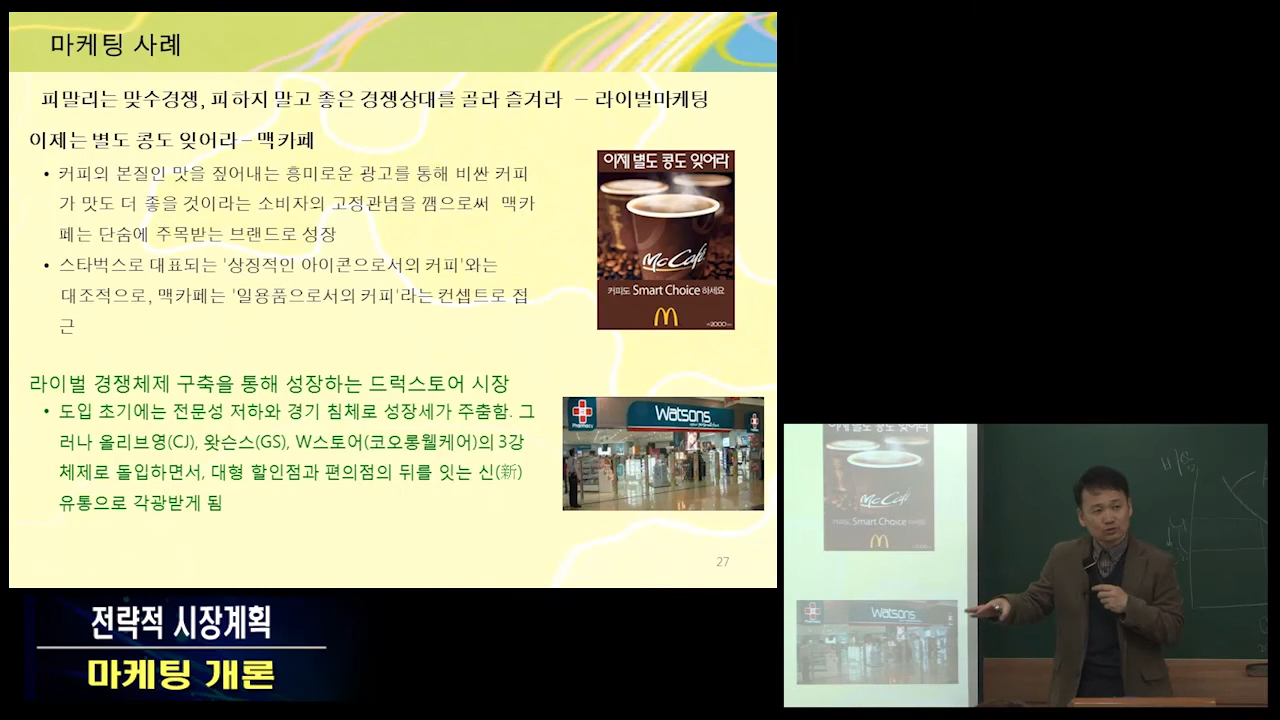 마케팅 사례
피말리는 맞수경쟁, 피하지 말고 좋은 경쟁상대를 골라 즐겨라 – 라이벌마케팅
이제는 별도 콩도 잊어라 – 맥카페
• 커피의 본질인 맛을 짚어내는 흥미로운 광고를 통해 비싼 커피
가 맛도 더 좋을 것이라는 소비자의 고정관념을 깸으로써 맥카
페는 단숨에 주목받는 브랜드로 성장
• 스타벅스로 대표되는 '상징적인 아이콘으로서의 커피'와는
대조적으로, 맥카페는 '일용품으로서의 커피'라는 컨셉트로 접
근
이제 별도 콩도 잊어라
McCafé
커피도 Smart Choice 하세요
라이벌 경쟁체제 구축을 통해 성장하는 드럭스토어 시장
• 도입 초기에는 전문성 저하와 경기 침체로 성장세가 주춤함. 그
러나 올리브영(CJ), 왓슨스(GS), W스토어(코오롱웰케어)의 3강
체제로 돌입하면서, 대형 할인점과 편의점의 뒤를 잇는 신(新)
유통으로 각광받게 됨
Pharmacy
Watsons
27
전략적 시장계획
마케팅 개론
McCafé
커피도 Smart Choice 하세요
Watsons